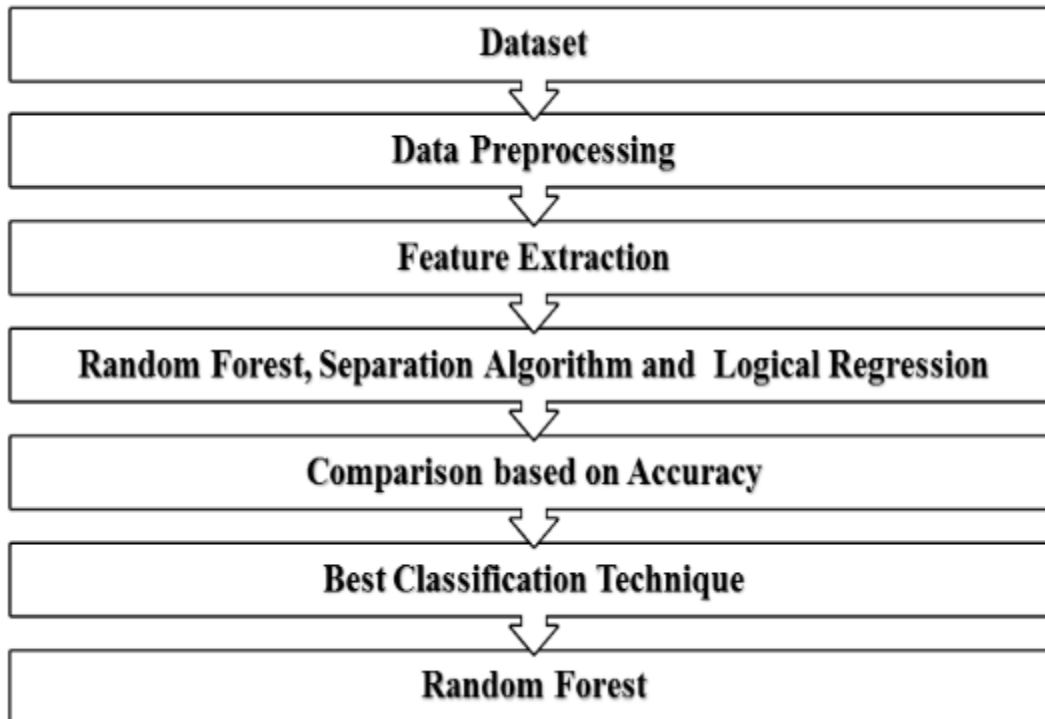 Dataset
Data Preprocessing
Feature Extraction
Random Forest, Separation Algorithm and Logical Regression
Comparison based on Accuracy
Best Classification Technique
Random Forest